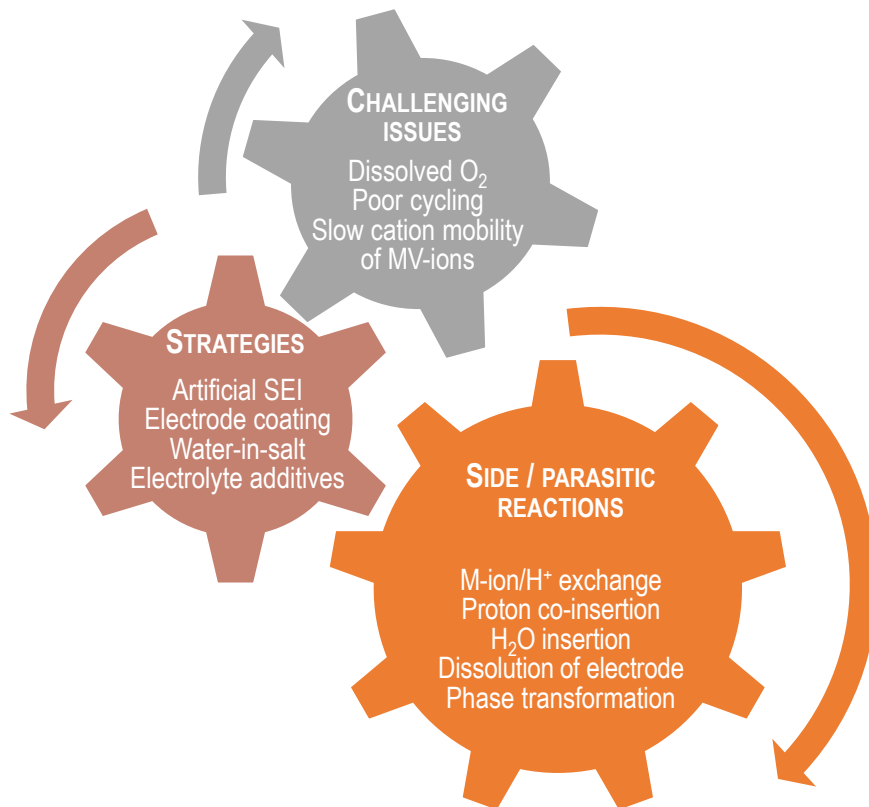 CHALLENGING
ISSUES
Dissolved O₂
Poor cycling
Slow cation mobility
of MV-ions
STRATEGIES
Artificial SEI
Electrode coating
Water-in-salt
Electrolyte additives
SIDE / PARASITIC
REACTIONS
M-ion/H⁺ exchange
Proton co-insertion
H₂O insertion
Dissolution of electrode
Phase transformation